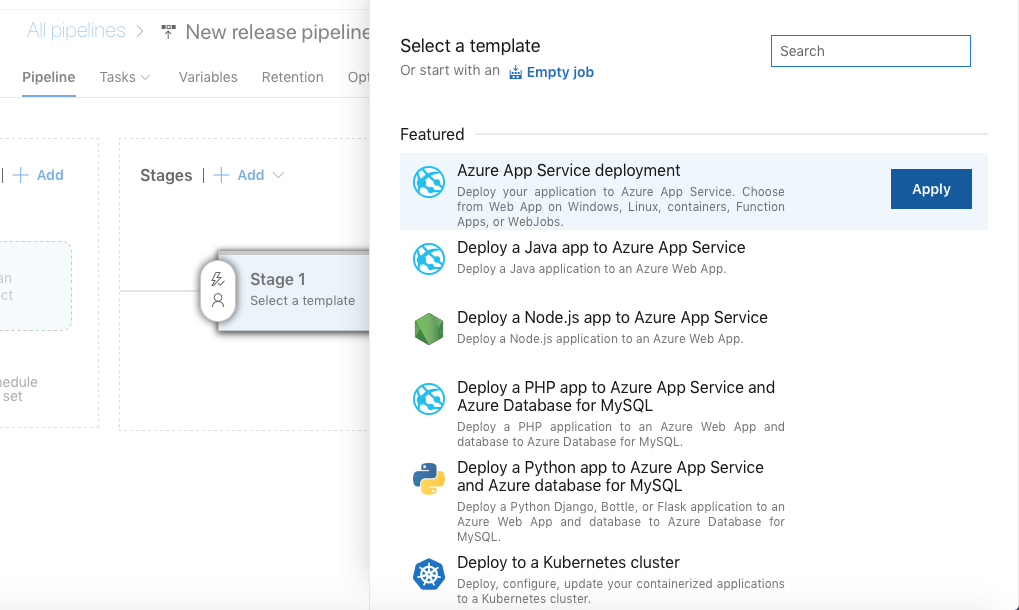 All pipelines > New release pipeline
Pipeline Tasks Variables Retention Opt
| + Add
Stages | + Add
an
ct
Stage 1
Select a template
hedule
set
Select a template
Or start with an Empty job
Search
Featured
Azure App Service deployment
Deploy your application to Azure App Service. Choose
from Web App on Windows, Linux, containers, Function
Apps, or WebJobs.
Apply
Deploy a Java app to Azure App Service
Deploy a Java application to an Azure Web App.
Deploy a Node.js app to Azure App Service
Deploy a Node.js application to an Azure Web App.
Deploy a PHP app to Azure App Service and
Azure Database for MySQL
Deploy a PHP application to an Azure Web App and
database to Azure Database for MySQL.
Deploy a Python app to Azure App Service
and Azure database for MySQL
Deploy a Python Django, Bottle, or Flask application to an
Azure Web App and database to Azure Database for
MySQL.
Deploy to a Kubernetes cluster
Deploy, configure, update your containerized applications
to a Kubernetes cluster.